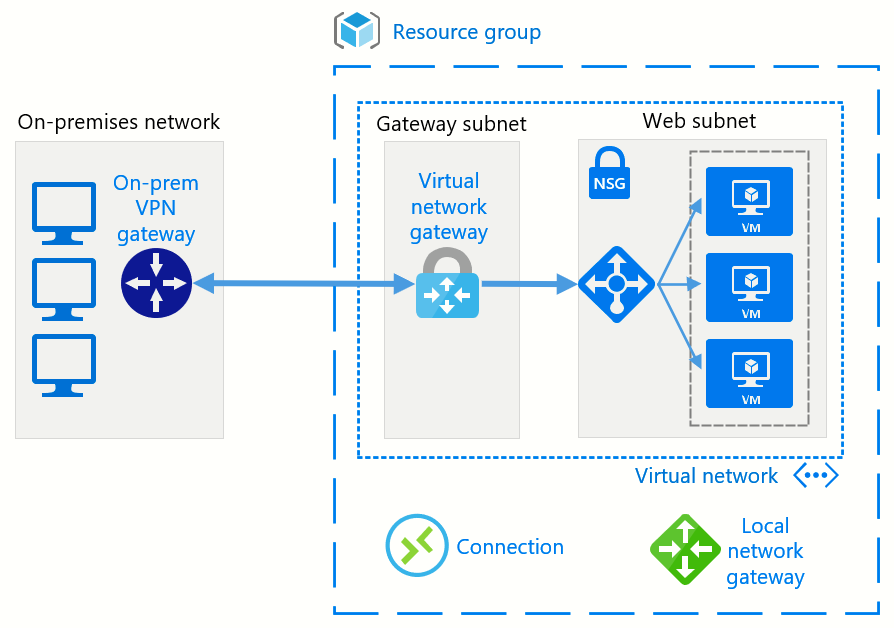 Resource group
On-premises network
Gateway subnet
Web subnet
On-prem
VPN
gateway
Virtual
network
gateway
NSG
VM
VM
VM
Virtual network
Connection
Local
network
gateway